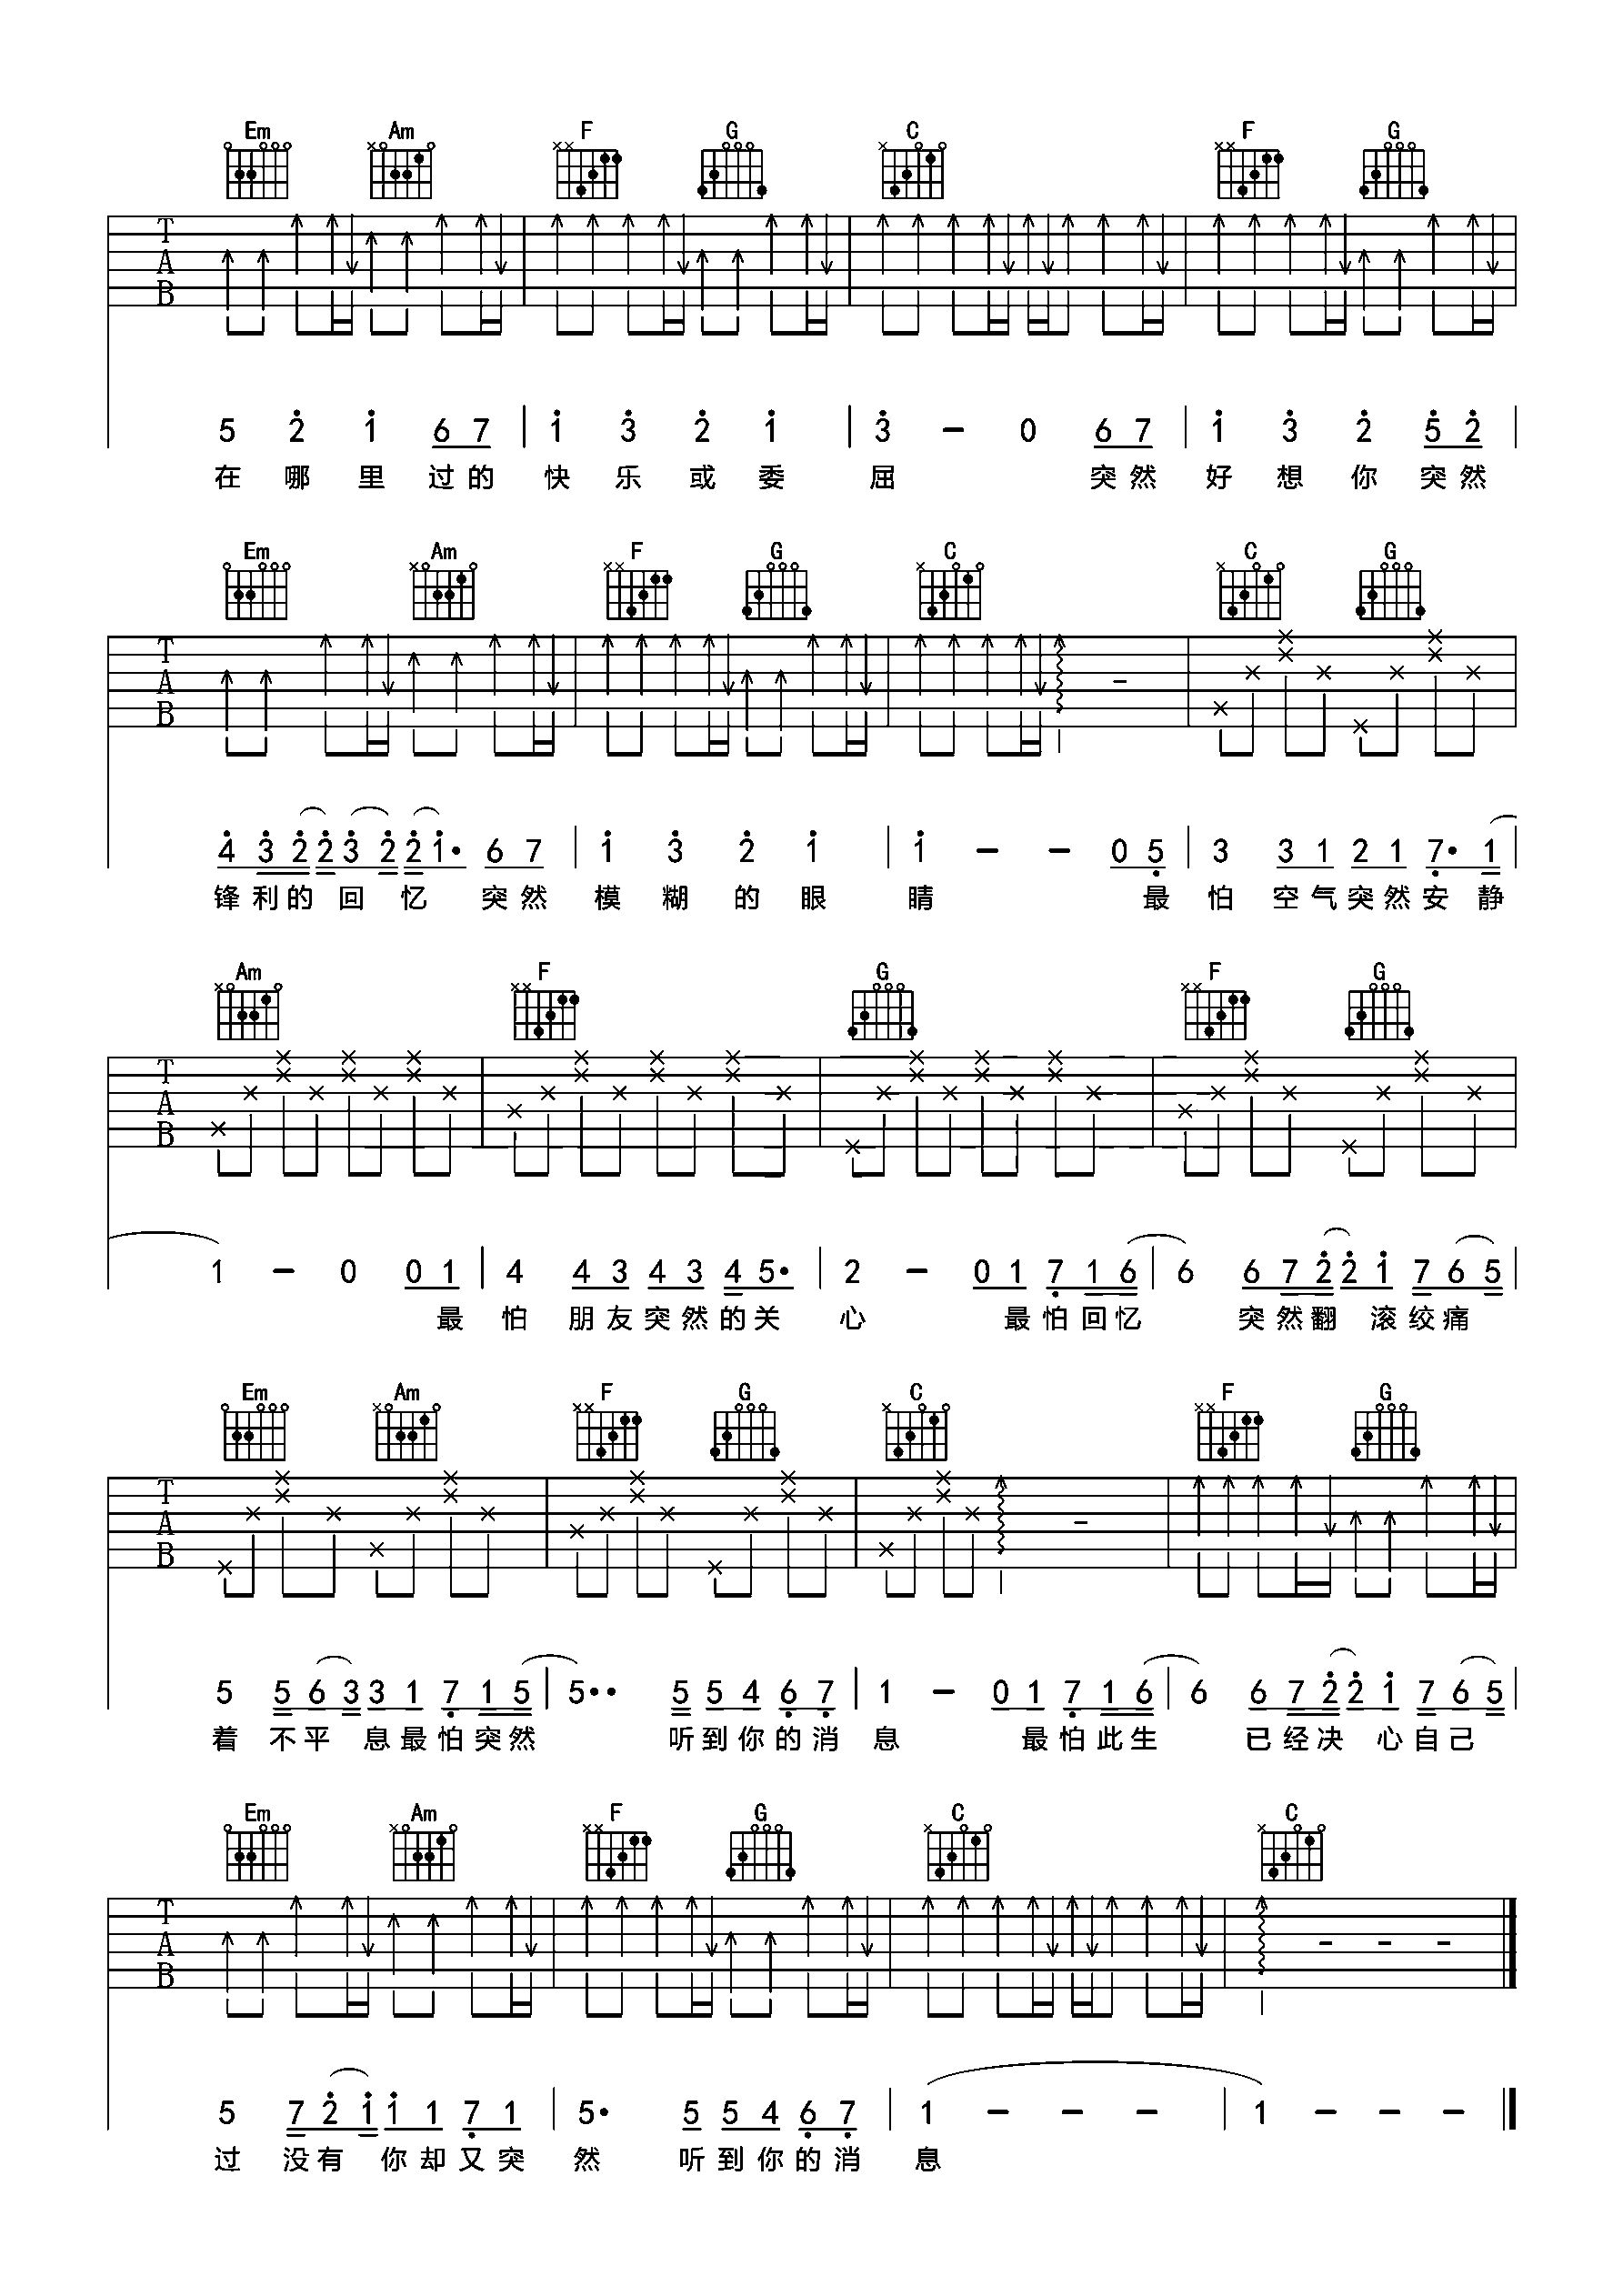 Em Am F G C F G
T A B
5 2 1 6 7 | 1 3 2 1 | 3 - 0 6 7 | 1 3 2 5 2 |
在 哪 里 过 的 快 乐 或 委 屈 突 然 好 想 你 突 然
Em Am F G C C G
T A B
4 3 2 2 3 2 2 1· 6 7 | 1 3 2 1 | 1 - - 0 5 | 3 3 1 2 1 7· 1 |
锋 利 的 回 忆 突 然 模 糊 的 眼 睛 最 怕 空 气 突 然 安 静
Am F G F G
T A B
1 - 0 0 1 | 4 4 3 4 3 4 5· | 2 - 0 1 7 1 6 | 6 6 7 2 2 1 7 6 5 |
最 怕 朋 友 突 然 的 关 心 最 怕 回 忆 突 然 翻 滚 绞 痛
Em Am F G C F G
T A B
5 5 6 3 3 1 7 1 5 | 5·· 5 5 4 6 7 | 1 - 0 1 7 1 6 | 6 6 7 2 2 1 7 6 5 |
着 不 平 息 最 怕 突 然 听 到 你 的 消 息 最 怕 此 生 已 经 决 心 自 己
Em Am F G C C
T A B
5 7 2 1 1 1 7 1 | 5· 5 5 4 6 7 | 1 - - - | 1 - - -
过 没 有 你 却 又 突 然 听 到 你 的 消 息